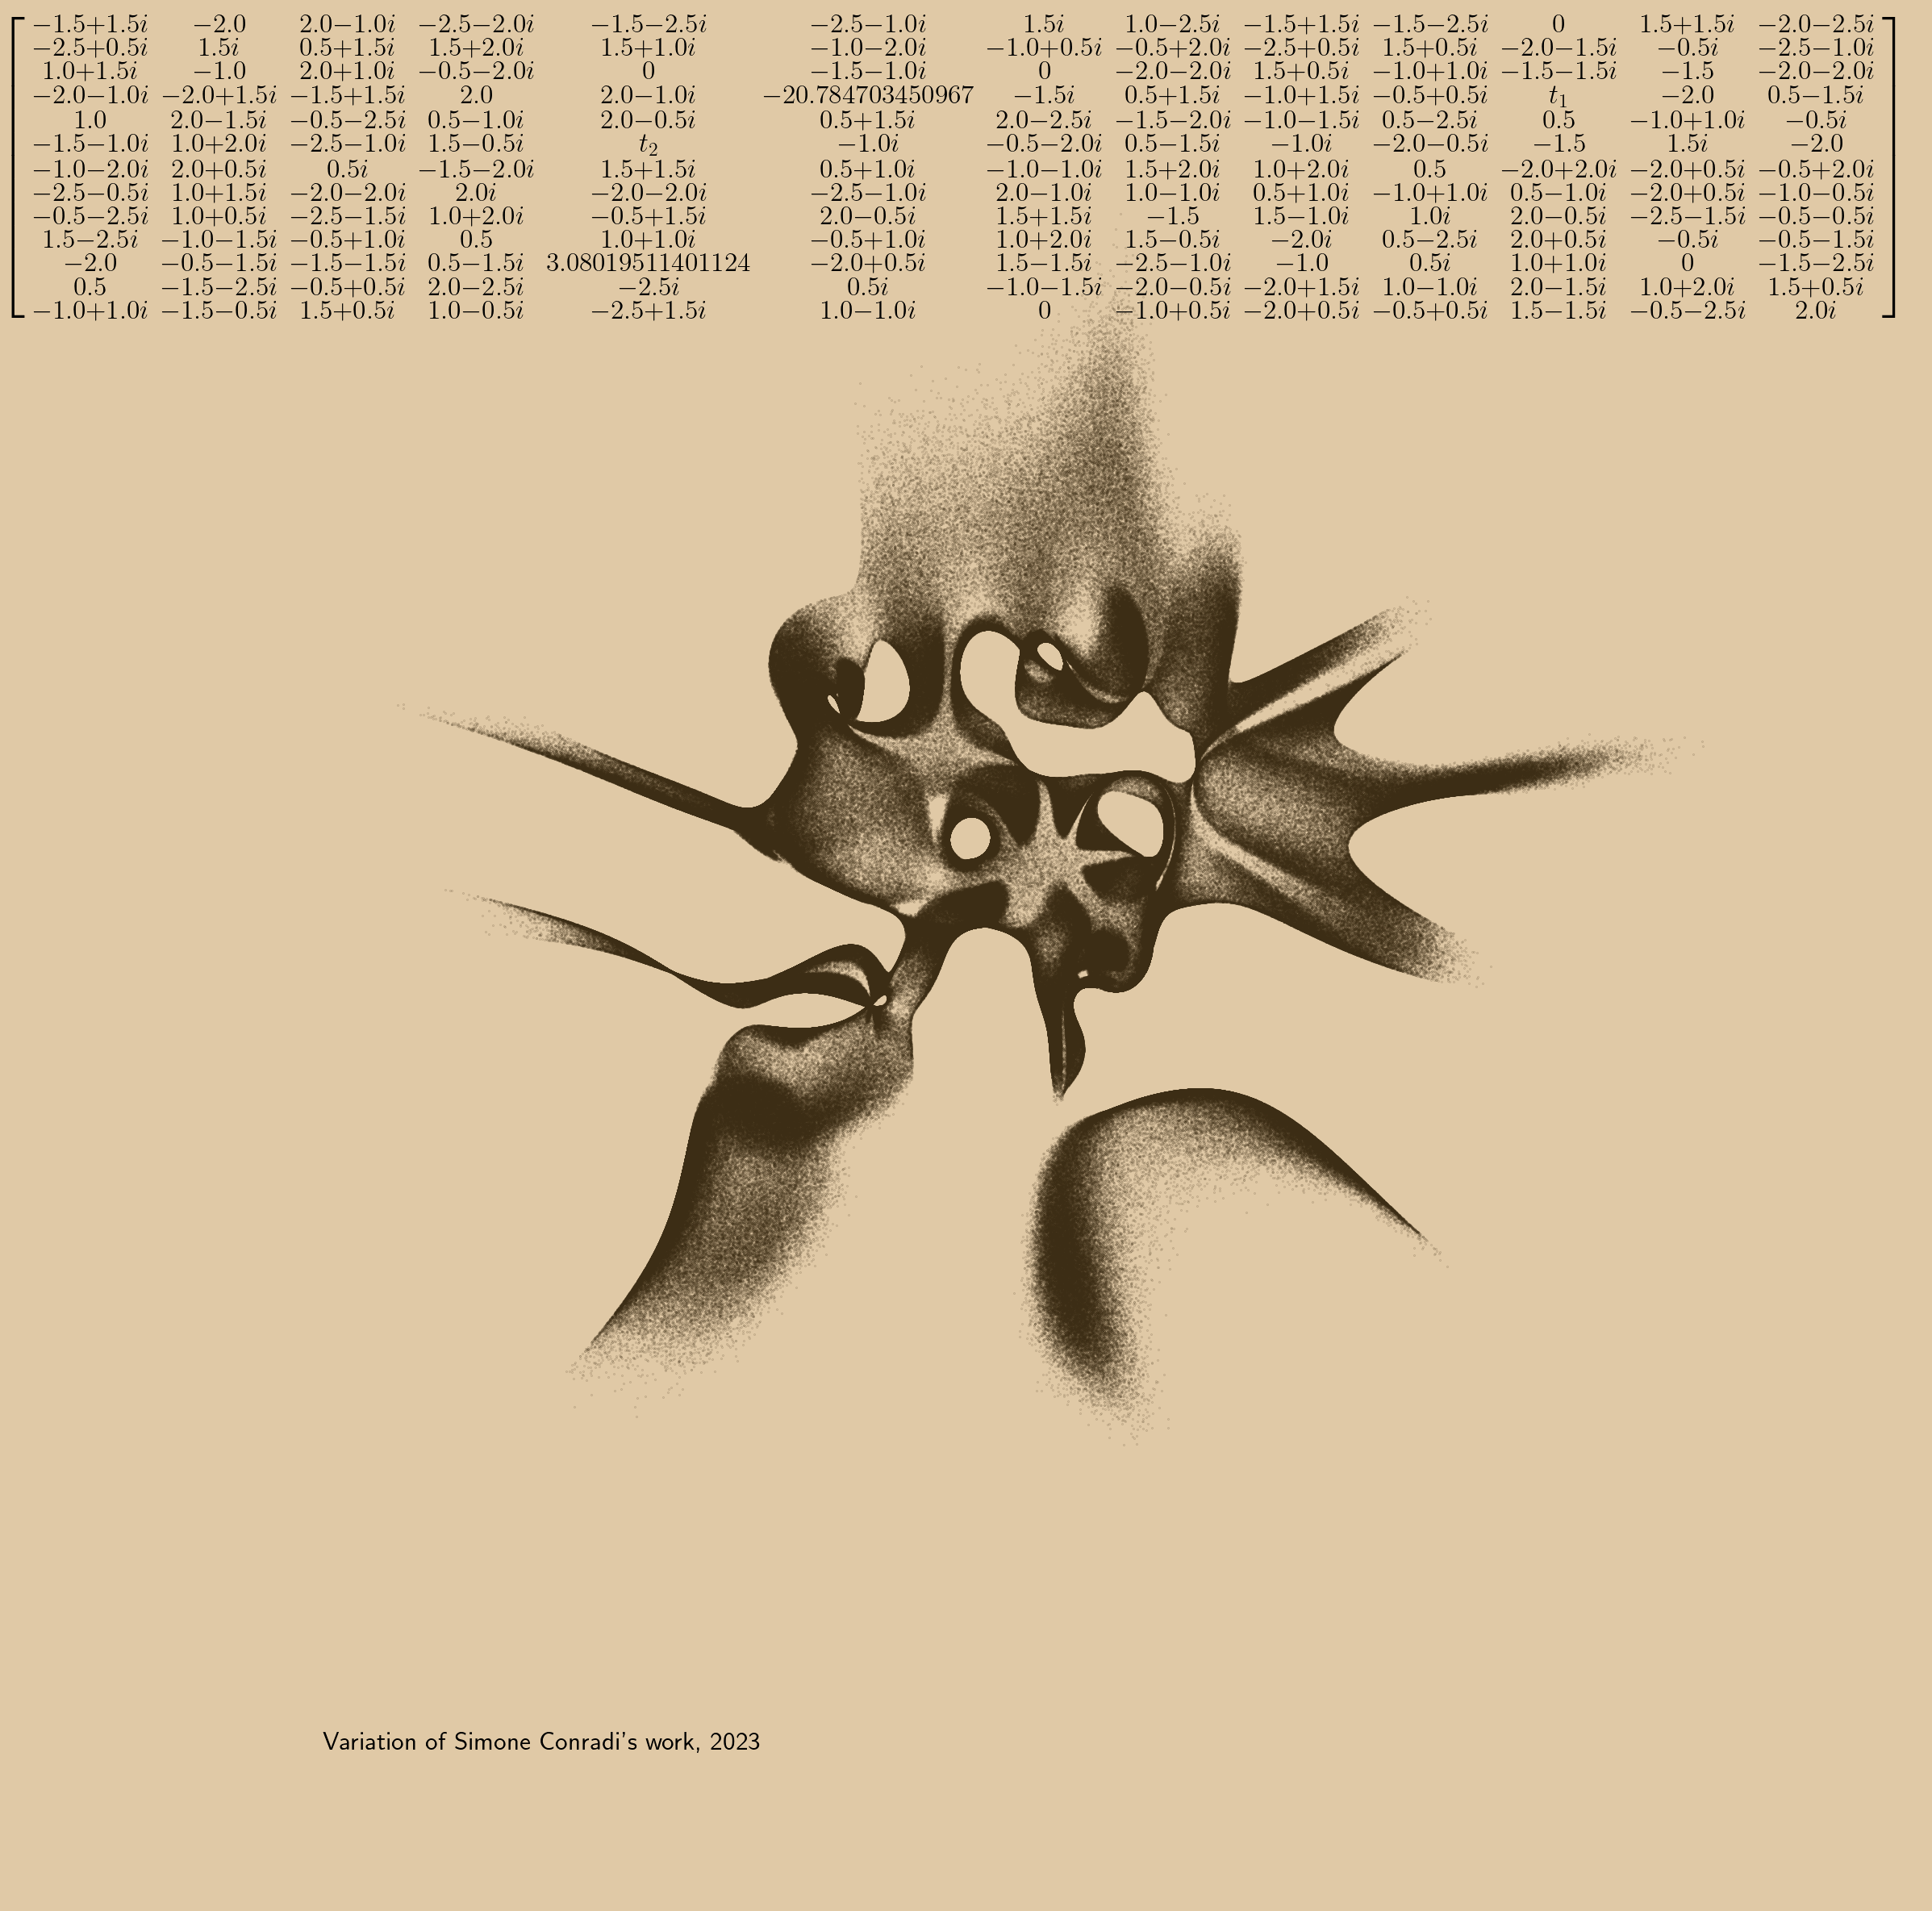 −1.5+1.5i −2.0 2.0−1.0i −2.5−2.0i −1.5−2.5i −2.5−1.0i 1.5i 1.0−2.5i −1.5+1.5i −1.5−2.5i 0 1.5+1.5i −2.0−2.5i
−2.5+0.5i 1.5i 0.5+1.5i 1.5+2.0i 1.5+1.0i −1.0−2.0i −1.0+0.5i −0.5+2.0i −2.5+0.5i 1.5+0.5i −2.0−1.5i −0.5i −2.5−1.0i
1.0+1.5i −1.0 2.0+1.0i −0.5−2.0i 0 −1.5−1.0i 0 −2.0−2.0i 1.5+0.5i −1.0+1.0i −1.5−1.5i −1.5 −2.0−2.0i
−2.0−1.0i −2.0+1.5i −1.5+1.5i 2.0 2.0−1.0i −20.784703450967 −1.5i 0.5+1.5i −1.0+1.5i −0.5+0.5i t₁ −2.0 0.5−1.5i
1.0 2.0−1.5i −0.5−2.5i 0.5−1.0i 2.0−0.5i 0.5+1.5i 2.0−2.5i −1.5−2.0i −1.0−1.5i 0.5−2.5i 0.5 −1.0+1.0i −0.5i
−1.5−1.0i 1.0+2.0i −2.5−1.0i 1.5−0.5i t₂ −1.0i −0.5−2.0i 0.5−1.5i −1.0i −2.0−0.5i −1.5 1.5i −2.0
−1.0−2.0i 2.0+0.5i 0.5i −1.5−2.0i 1.5+1.5i 0.5+1.0i −1.0−1.0i 1.5+2.0i 1.0+2.0i 0.5 −2.0+2.0i −2.0+0.5i −0.5+2.0i
−2.5−0.5i 1.0+1.5i −2.0−2.0i 2.0i −2.0−2.0i −2.5−1.0i 2.0−1.0i 1.0−1.0i 0.5+1.0i −1.0+1.0i 0.5−1.0i −2.0+0.5i −1.0−0.5i
−0.5−2.5i 1.0+0.5i −2.5−1.5i 1.0+2.0i −0.5+1.5i 2.0−0.5i 1.5+1.5i −1.5 1.5−1.0i 1.0i 2.0−0.5i −2.5−1.5i −0.5−0.5i
1.5−2.5i −1.0−1.5i −0.5+1.0i 0.5 1.0+1.0i −0.5+1.0i 1.0+2.0i 1.5−0.5i −2.0i 0.5−2.5i 2.0+0.5i −0.5i −0.5−1.5i
−2.0 −0.5−1.5i −1.5−1.5i 0.5−1.5i 3.08019511401124 −2.0+0.5i 1.5−1.5i −2.5−1.0i −1.0 0.5i 1.0+1.0i 0 −1.5−2.5i
0.5 −1.5−2.5i −0.5+0.5i 2.0−2.5i −2.5i 0.5i −1.0−1.5i −2.0−0.5i −2.0+1.5i 1.0−1.0i 2.0−1.5i 1.0+2.0i 1.5+0.5i
−1.0+1.0i −1.5−0.5i 1.5+0.5i 1.0−0.5i −2.5+1.5i 1.0−1.0i 0 −1.0+0.5i −2.0+0.5i −0.5+0.5i 1.5−1.5i −0.5−2.5i 2.0i
Variation of Simone Conradi's work, 2023